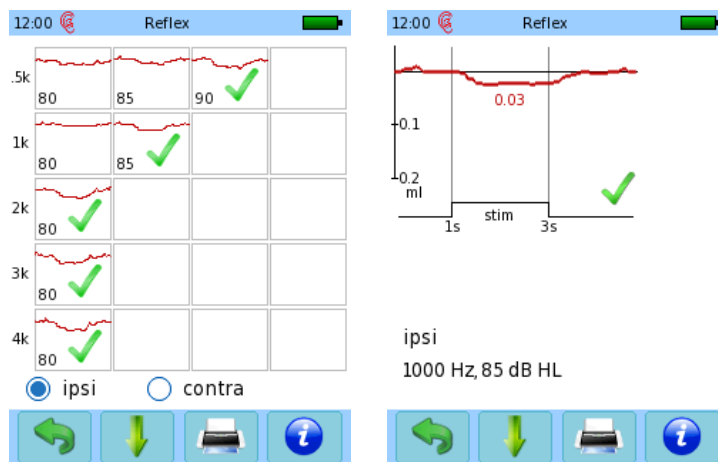 12:00 Reflex
.5k 80 85 90
1k 80 85
2k 80
3k 80
4k 80
ipsi contra
12:00 Reflex
0.03
0.1
0.2
ml
stim
1s 3s
ipsi
1000 Hz, 85 dB HL